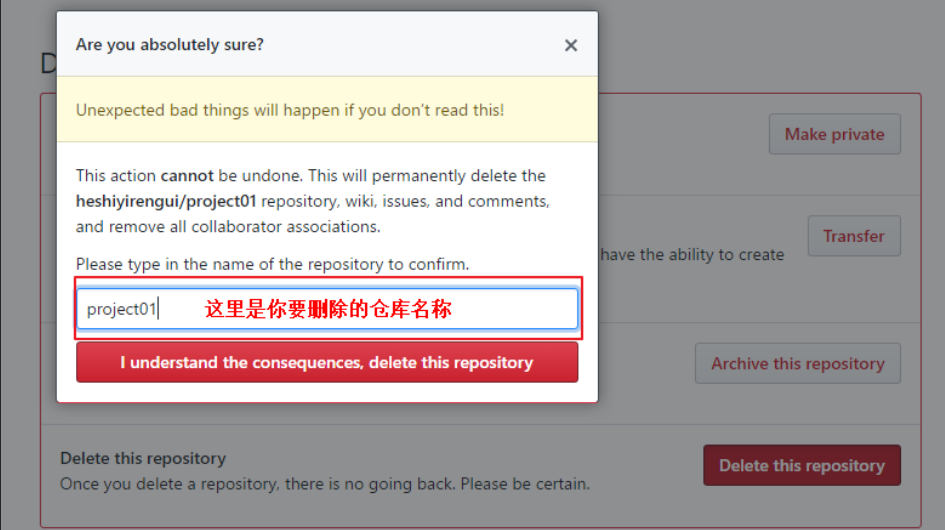 Are you absolutely sure?
×
D
Unexpected bad things will happen if you don't read this!
Make private
This action cannot be undone. This will permanently delete the
heshiyirengui/project01 repository, wiki, issues, and comments,
and remove all collaborator associations.
Transfer
have the ability to create
Please type in the name of the repository to confirm.
project01 这里是你要删除的仓库名称
I understand the consequences, delete this repository
Archive this repository
Delete this repository
Once you delete a repository, there is no going back. Please be certain.
Delete this repository